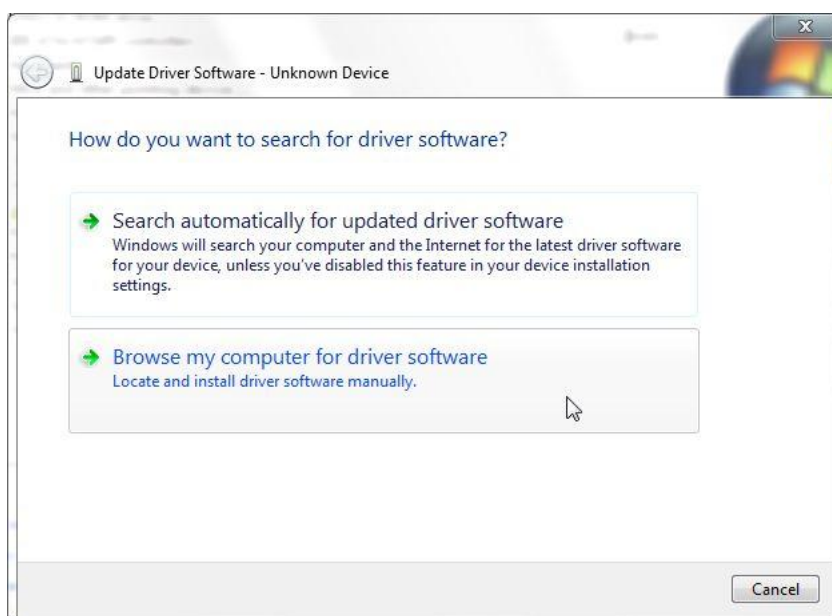 Update Driver Software - Unknown Device
How do you want to search for driver software?
Search automatically for updated driver software
Windows will search your computer and the Internet for the latest driver software
for your device, unless you've disabled this feature in your device installation
settings.
Browse my computer for driver software
Locate and install driver software manually.
Cancel